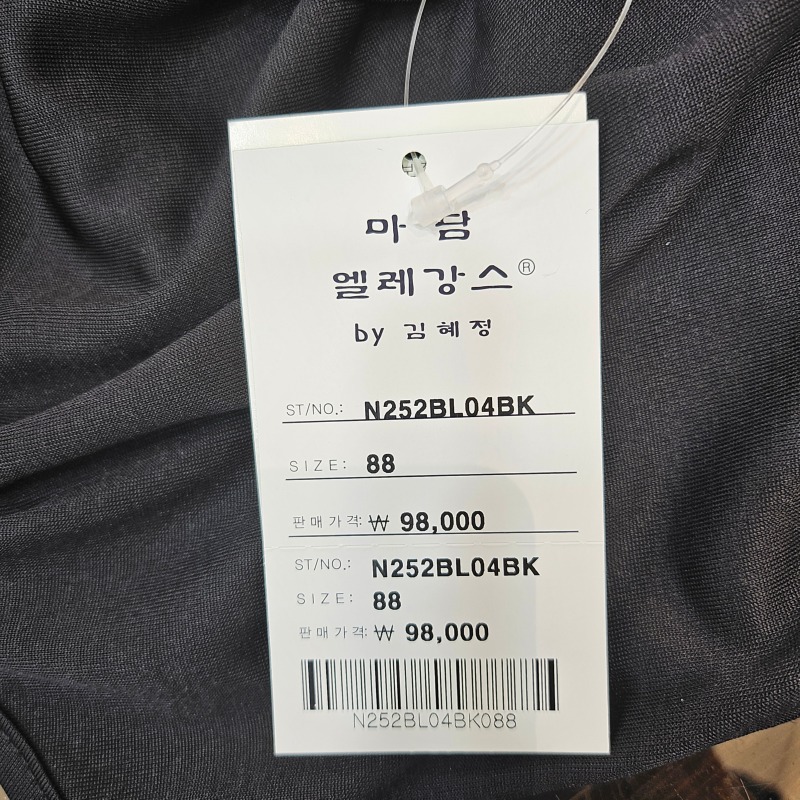 마담
엘레강스®
by 김혜정
ST/NO.: N252BL04BK
SIZE: 88
판매가격: ₩ 98,000
ST/NO.: N252BL04BK
SIZE: 88
판매가격: ₩ 98,000
N252BL04BK088